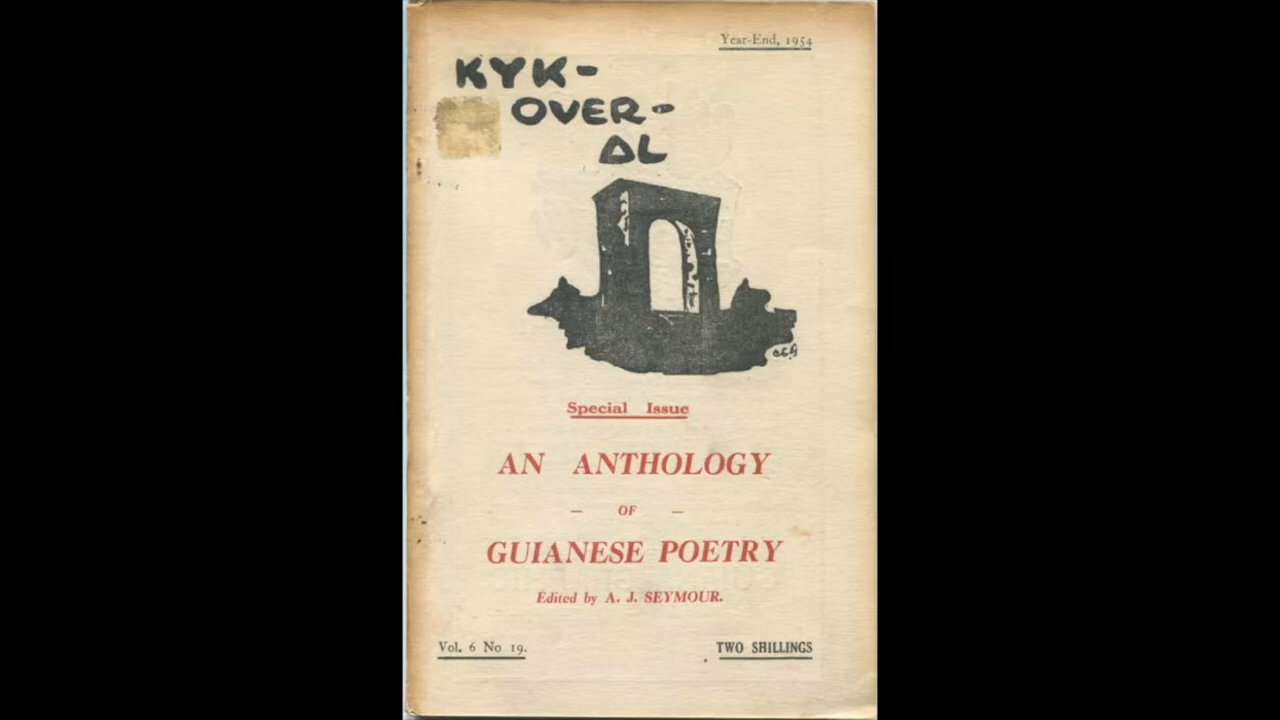 Year-End, 1954
KYK-
OVER-
AL
Special Issue
AN ANTHOLOGY
— OF —
GUIANESE POETRY
Edited by A. J. SEYMOUR.
Vol. 6 No 19.
TWO SHILLINGS